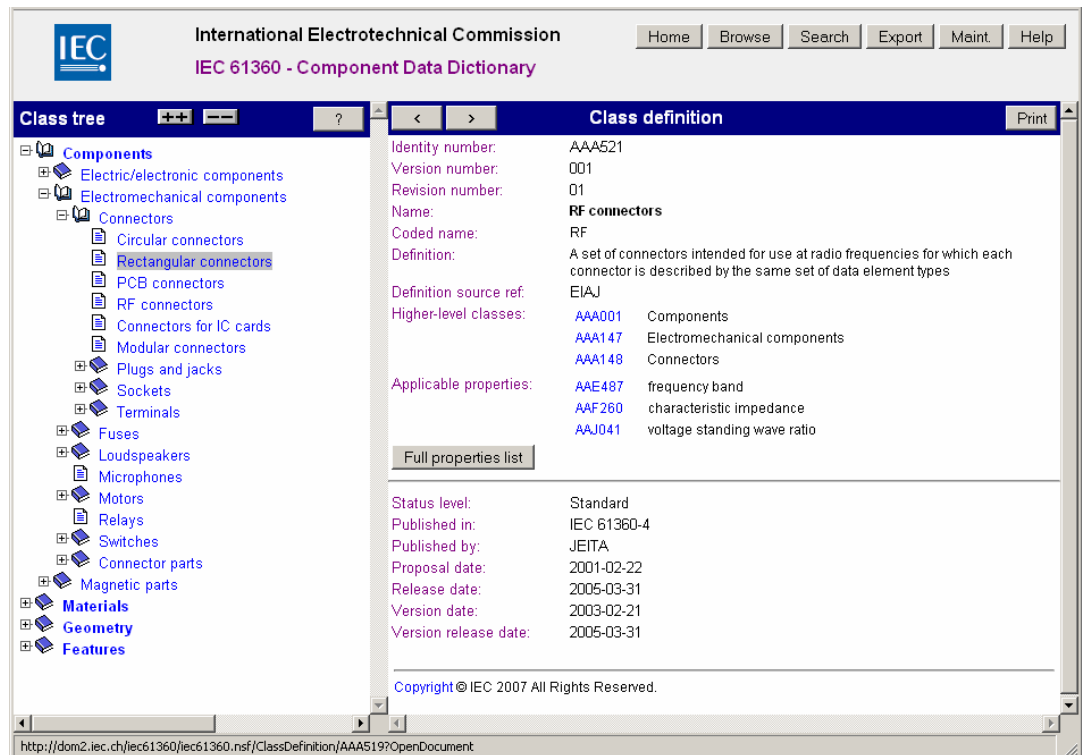 IEC
International Electrotechnical Commission
IEC 61360 - Component Data Dictionary
Home Browse Search Export Maint. Help
Class tree ++ -- ?
Components
Electric/electronic components
Electromechanical components
Connectors
Circular connectors
Rectangular connectors
PCB connectors
RF connectors
Connectors for IC cards
Modular connectors
Plugs and jacks
Sockets
Terminals
Fuses
Loudspeakers
Microphones
Motors
Relays
Switches
Connector parts
Magnetic parts
Materials
Geometry
Features
< > Class definition Print
Identity number: AAA521
Version number: 001
Revision number: 01
Name: RF connectors
Coded name: RF
Definition: A set of connectors intended for use at radio frequencies for which each
connector is described by the same set of data element types
Definition source ref: EIAJ
Higher-level classes: AAA001 Components
AAA147 Electromechanical components
AAA148 Connectors
Applicable properties: AAE487 frequency band
AAF260 characteristic impedance
AAJ041 voltage standing wave ratio
Full properties list
Status level: Standard
Published in: IEC 61360-4
Published by: JEITA
Proposal date: 2001-02-22
Release date: 2005-03-31
Version date: 2003-02-21
Version release date: 2005-03-31
Copyright © IEC 2007 All Rights Reserved.
http://dom2.iec.ch/iec61360/iec61360.nsf/ClassDefinition/AAA519?OpenDocument